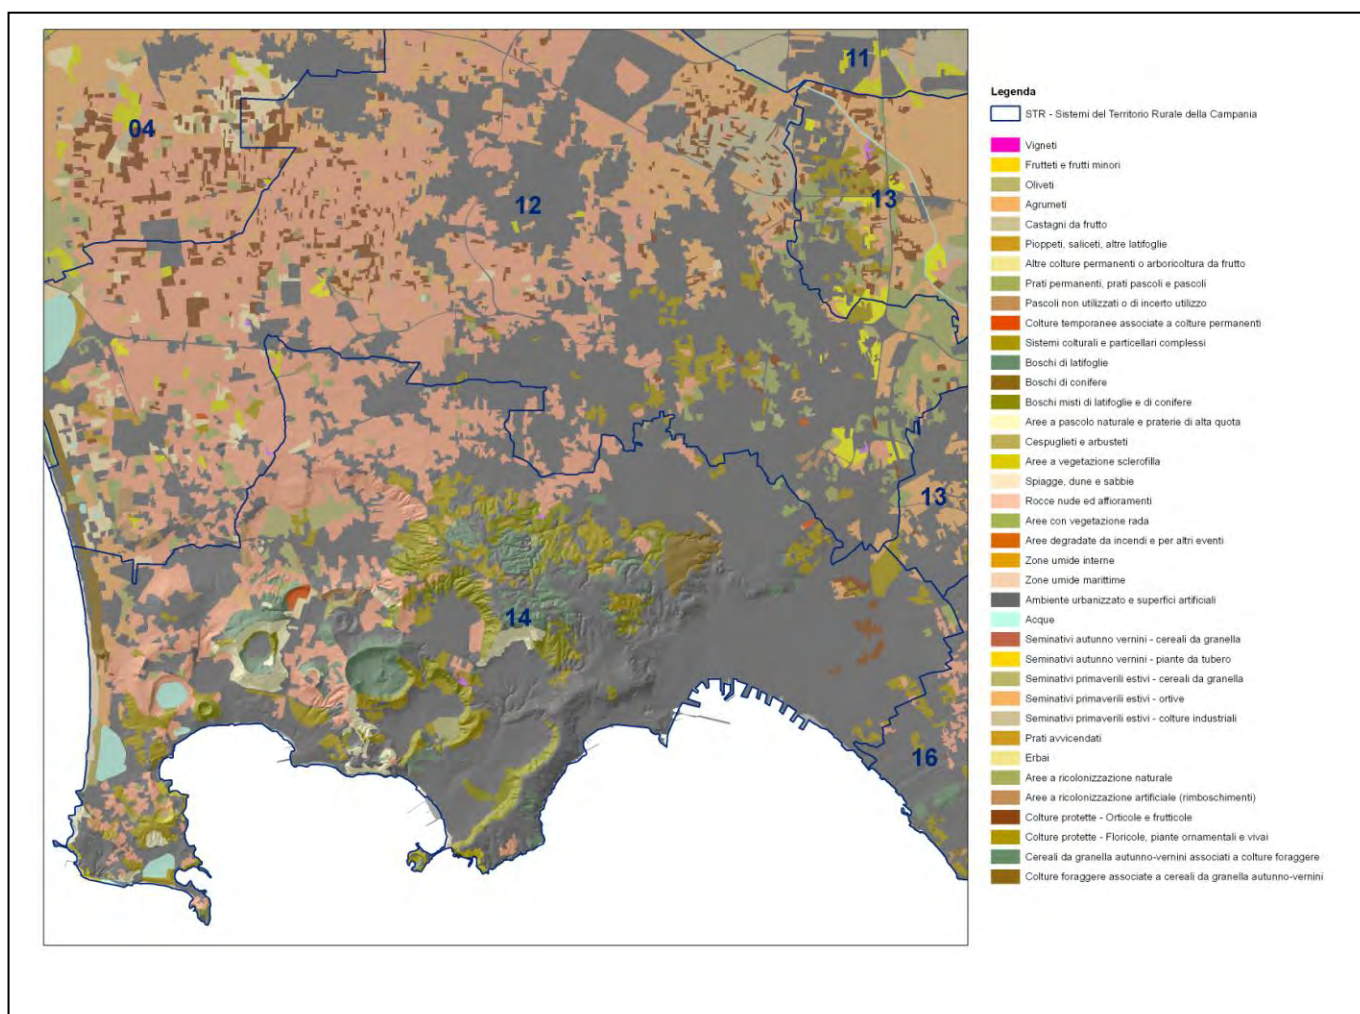 11
04
12
13
13
14
16
Legenda
STR - Sistemi del Territorio Rurale della Campania
Vigneti
Frutteti e frutti minori
Oliveti
Agrumeti
Castagni da frutto
Pioppeti, saliceti, altre latifoglie
Altre colture permanenti o arboricoltura da frutto
Prati permanenti, prati pascoli e pascoli
Pascoli non utilizzati o di incerto utilizzo
Colture temporanee associate a colture permanenti
Sistemi colturali e particellari complessi
Boschi di latifoglie
Boschi di conifere
Boschi misti di latifoglie e di conifere
Aree a pascolo naturale e praterie di alta quota
Cespuglieti e arbusteti
Aree a vegetazione sclerofilla
Spiagge, dune e sabbie
Rocce nude ed affioramenti
Aree con vegetazione rada
Aree degradate da incendi e per altri eventi
Zone umide interne
Zone umide marittime
Ambiente urbanizzato e superfici artificiali
Acque
Seminativi autunno vernini - cereali da granella
Seminativi autunno vernini - piante da tubero
Seminativi primaverili estivi - cereali da granella
Seminativi primaverili estivi - ortive
Seminativi primaverili estivi - colture industriali
Prati avvicendati
Erbai
Aree a ricolonizzazione naturale
Aree a ricolonizzazione artificiale (rimboschimenti)
Colture protette - Orticole e frutticole
Colture protette - Floricole, piante ornamentali e vivai
Cereali da granella autunno-vernini associati a colture foraggere
Colture foraggere associate a cereali da granella autunno-vernini